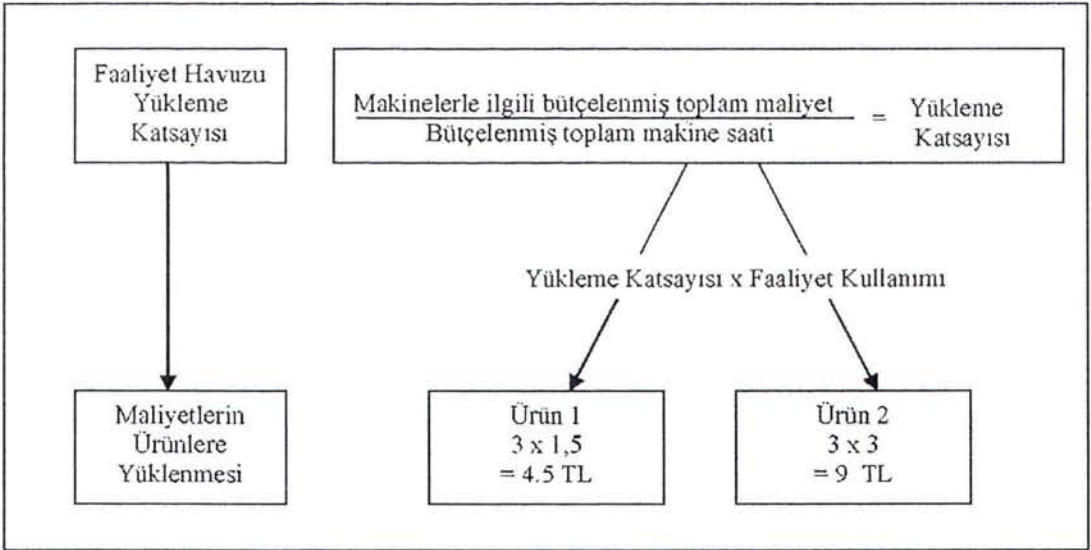 Faaliyet Havuzu
Yükleme
Katsayısı
Makinelerle ilgili bütçelenmiş toplam maliyet
Bütçelenmiş toplam makine saati
= Yükleme
Katsayısı
Yükleme Katsayısı x Faaliyet Kullanımı
Maliyetlerin
Ürünlere
Yüklenmesi
Ürün 1
3 x 1,5
= 4.5 TL
Ürün 2
3 x 3
= 9 TL